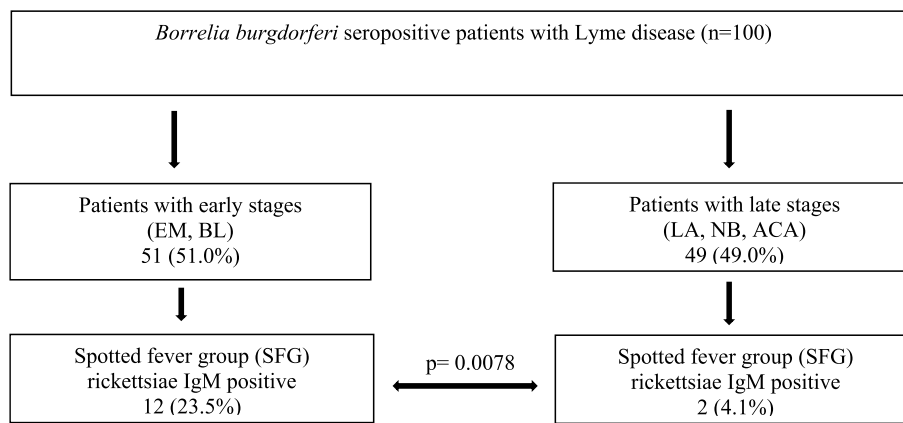 Borrelia burgdorferi seropositive patients with Lyme disease (n=100)
Patients with early stages
(EM, BL)
51 (51.0%)
Patients with late stages
(LA, NB, ACA)
49 (49.0%)
Spotted fever group (SFG)
rickettsiae IgM positive
12 (23.5%)
p= 0.0078
Spotted fever group (SFG)
rickettsiae IgM positive
2 (4.1%)